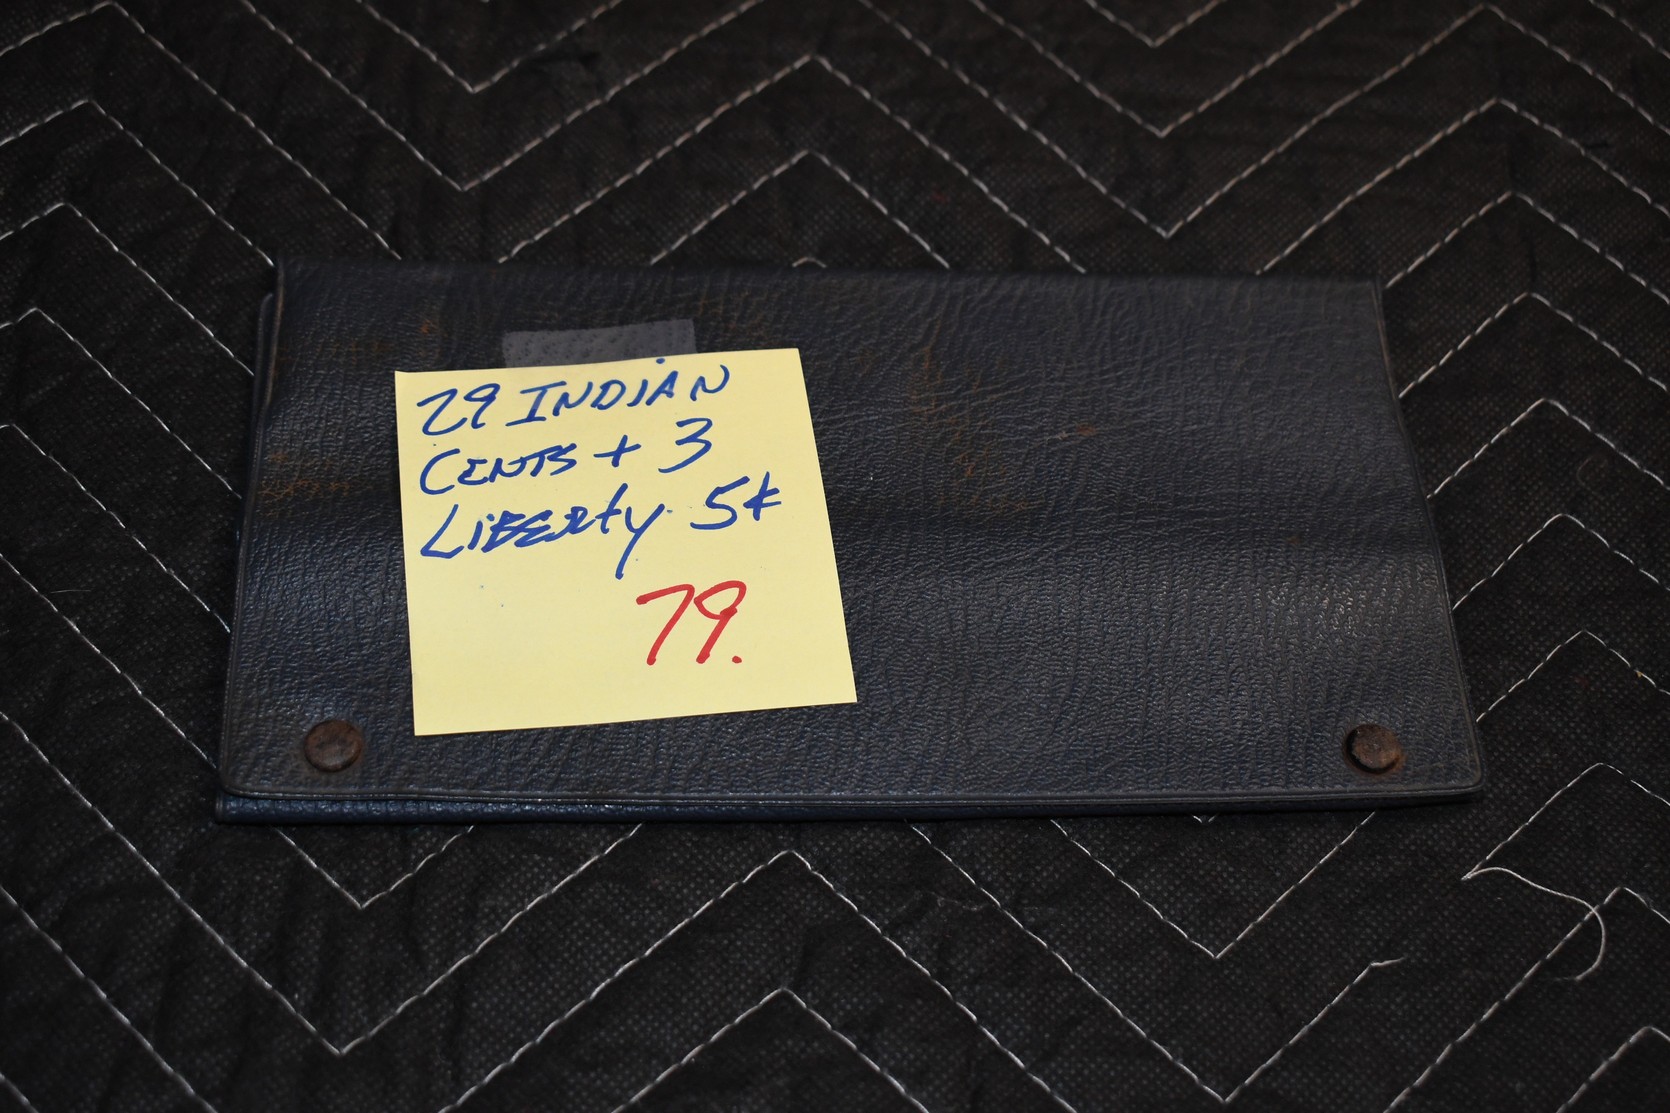 29 INDIAN
CENTS + 3
LIBERTY 5¢
79.